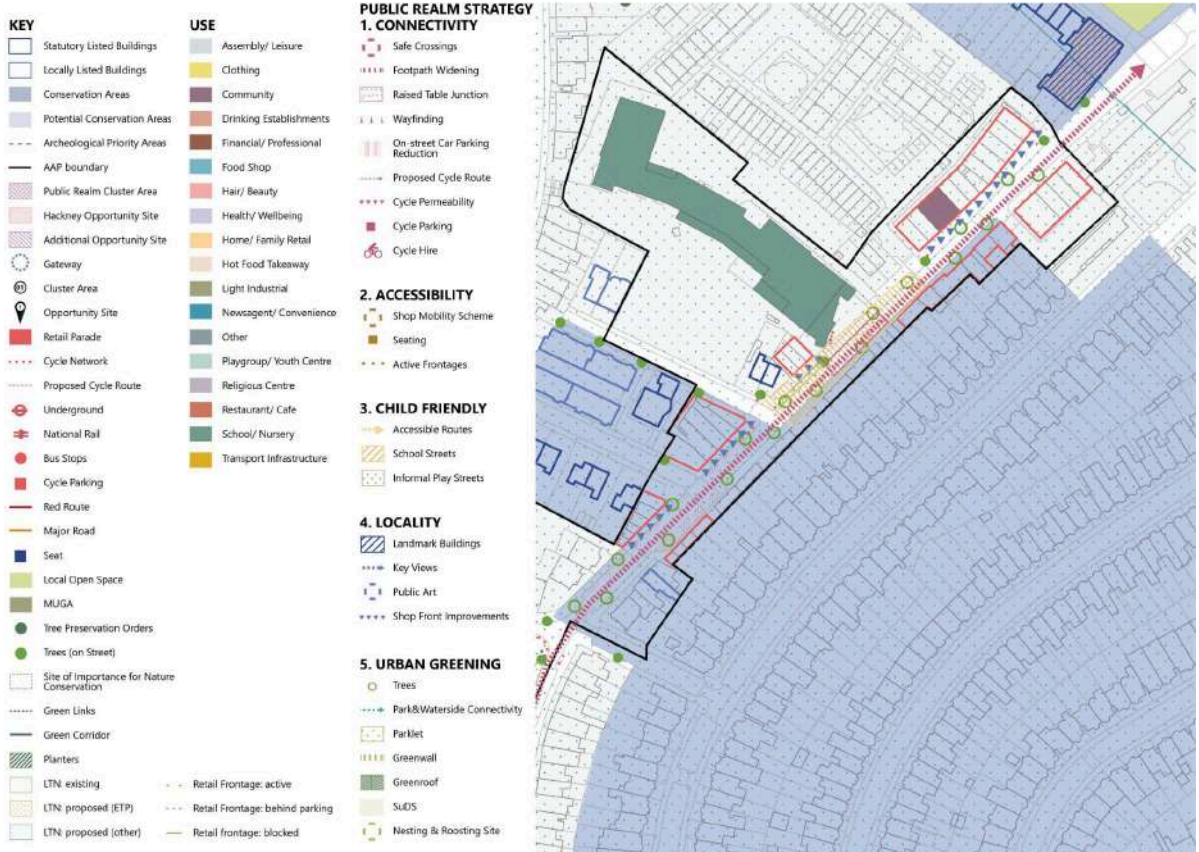 KEY
Statutory Listed Buildings
Locally Listed Buildings
Conservation Areas
Potential Conservation Areas
Archeological Priority Areas
AAP boundary
Public Realm Cluster Area
Hackney Opportunity Site
Additional Opportunity Site
Gateway
Cluster Area
Opportunity Site
Retail Parade
Cycle Network
Proposed Cycle Route
Underground
National Rail
Bus Stops
Cycle Parking
Red Route
Major Road
Seat
Local Open Space
MUGA
Tree Preservation Orders
Trees (on Street)
Site of Importance for Nature
Conservation
Green Links
Green Corridor
Planters
LTN: existing
LTN: proposed (ETP)
LTN: proposed (other)
Retail Frontage: active
Retail Frontage: behind parking
Retail frontage: blocked
USE
Assembly/ Leisure
Clothing
Community
Drinking Establishments
Financial/ Professional
Food Shop
Hair/ Beauty
Health/ Wellbeing
Home/ Family Retail
Hot Food Takeaway
Light Industrial
Newsagent/ Convenience
Other
Playgroup/ Youth Centre
Religious Centre
Restaurant/ Cafe
School/ Nursery
Transport Infrastructure
PUBLIC REALM STRATEGY
1. CONNECTIVITY
Safe Crossings
Footpath Widening
Raised Table Junction
Wayfinding
On-street Car Parking
Reduction
Proposed Cycle Route
Cycle Permeability
Cycle Parking
Cycle Hire
2. ACCESSIBILITY
Shop Mobility Scheme
Seating
Active Frontages
3. CHILD FRIENDLY
Accessible Routes
School Streets
Informal Play Streets
4. LOCALITY
Landmark Buildings
Key Views
Public Art
Shop Front Improvements
5. URBAN GREENING
Trees
Park&Waterside Connectivity
Parklet
Greenwall
Greenroof
SuDS
Nesting & Roosting Site